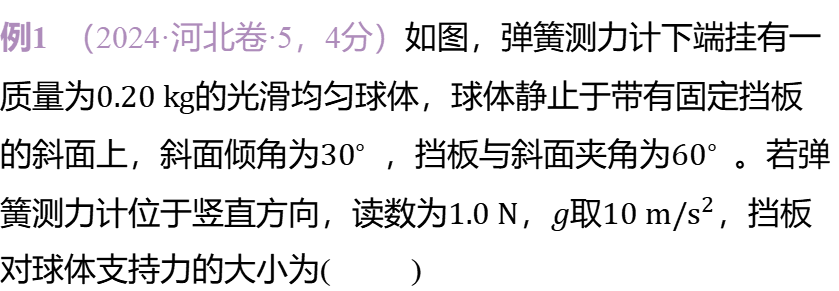 例1 （2024·河北卷·5，4分）如图，弹簧测力计下端挂有一
质量为0.20 kg的光滑均匀球体，球体静止于带有固定挡板
的斜面上，斜面倾角为30°，挡板与斜面夹角为60°。若弹
簧测力计位于竖直方向，读数为1.0 N，g取10 m/s²，挡板
对球体支持力的大小为(　　)